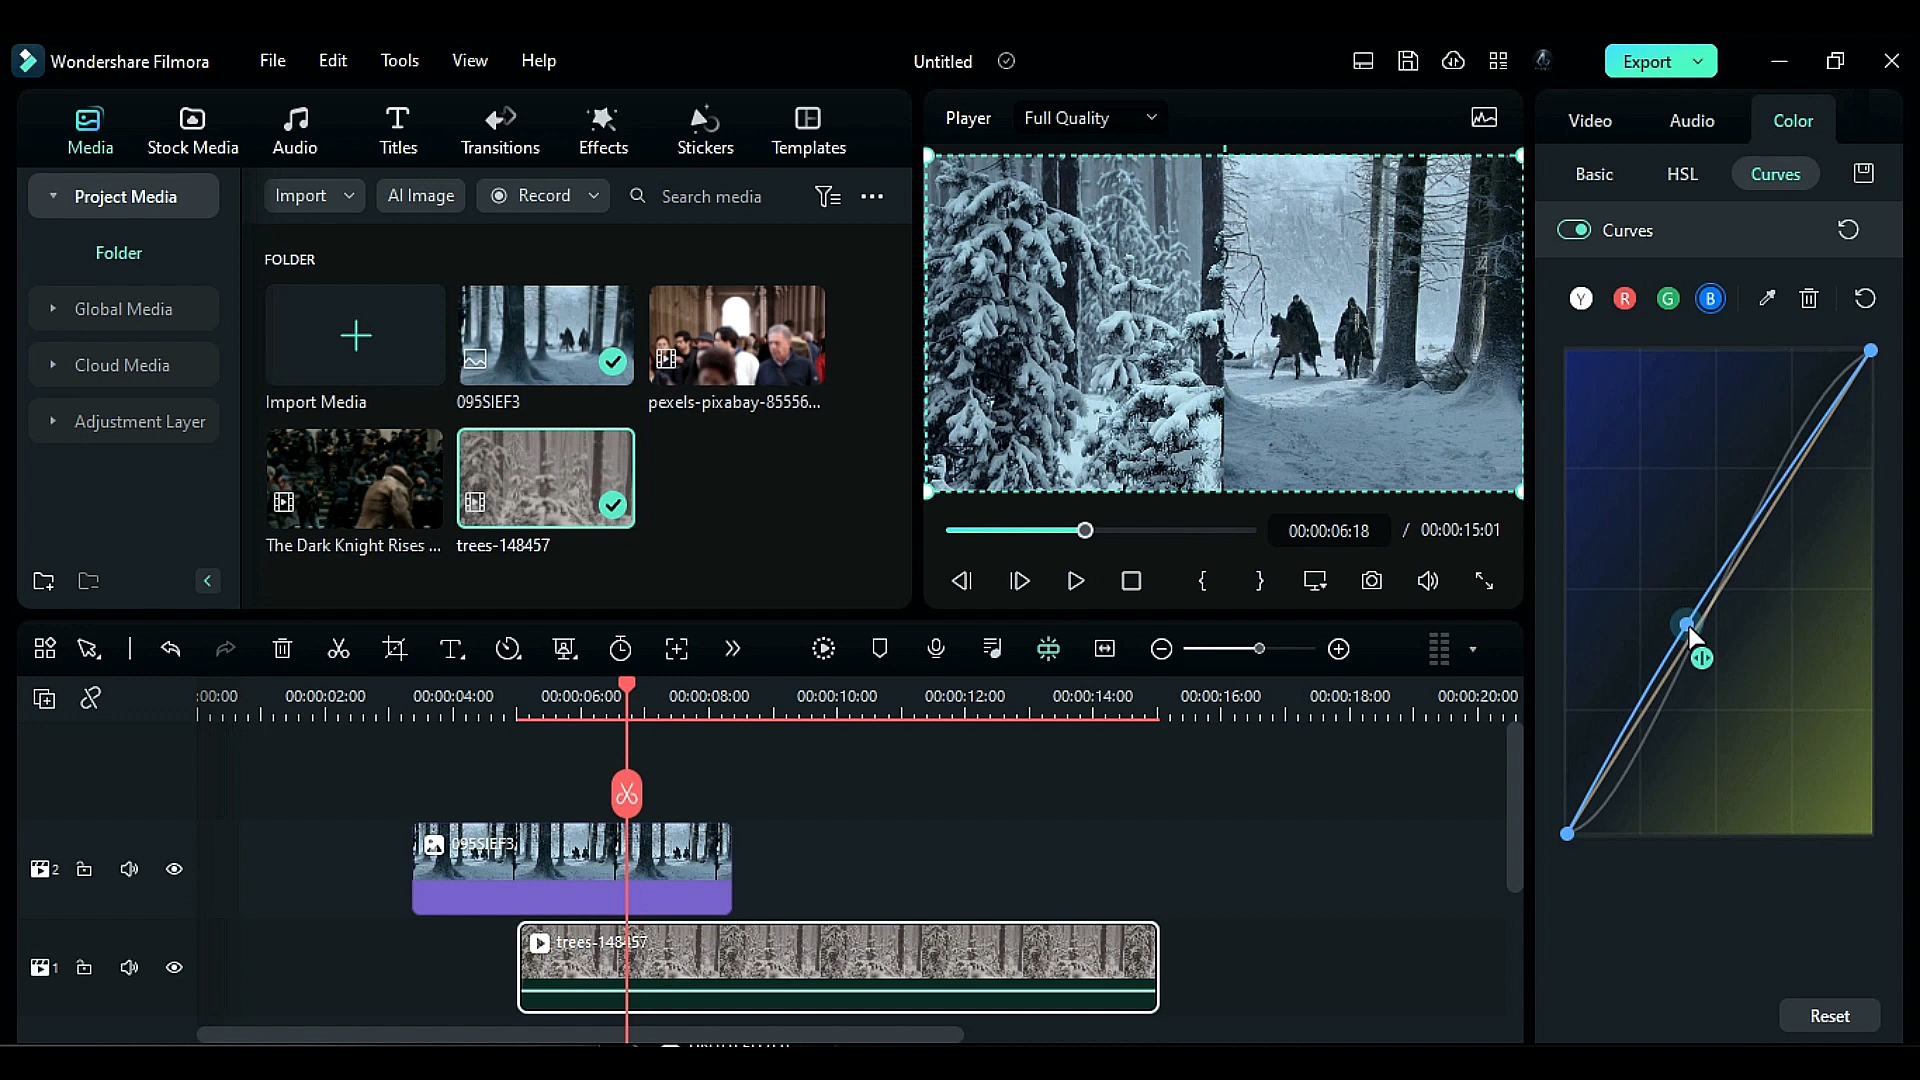 Wondershare Filmora
File
Edit
Tools
View
Help
Untitled
Export
Media
Stock Media
Audio
Titles
Transitions
Effects
Stickers
Templates
Player
Full Quality
Video
Audio
Color
Project Media
Import
AI Image
Record
Search media
Basic
HSL
Curves
Folder
FOLDER
Curves
Global Media
Y
R
G
B
Cloud Media
Adjustment Layer
Import Media
095SIEF3
pexels-pixabay-85556...
The Dark Knight Rises ...
trees-148457
00:00:06:18
/
00:00:15:01
{
}
:00:00
00:00:02:00
00:00:04:00
00:00:06:00
00:00:08:00
00:00:10:00
00:00:12:00
00:00:14:00
00:00:16:00
00:00:18:00
00:00:20:00
2
095SIEF3
1
trees-148457
Reset